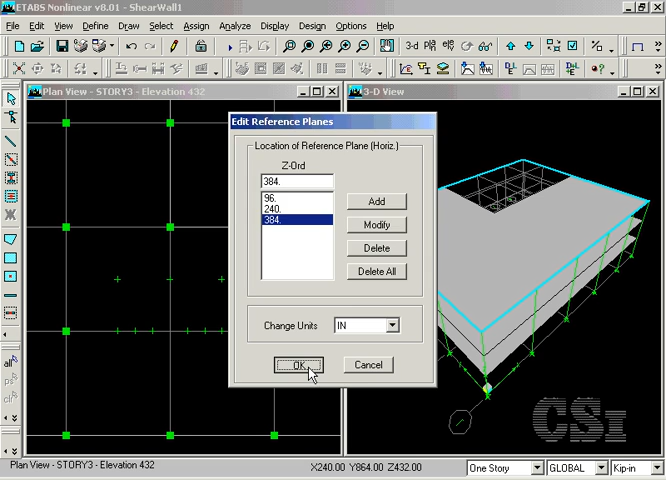 ETABS Nonlinear v8.01 - ShearWall1
File Edit View Define Draw Select Assign Analyze Display Design Options Help
3-d
Plan View - STORY3 - Elevation 432
3-D View
Edit Reference Planes
Location of Reference Plane (Horiz.)
Z-Ord
384.
96.
240.
384.
Add
Modify
Delete
Delete All
Change Units
IN
OK
Cancel
all
ps
clr
CSI
Plan View - STORY3 - Elevation 432
X240.00 Y864.00 Z432.00
One Story
GLOBAL
Kip-in